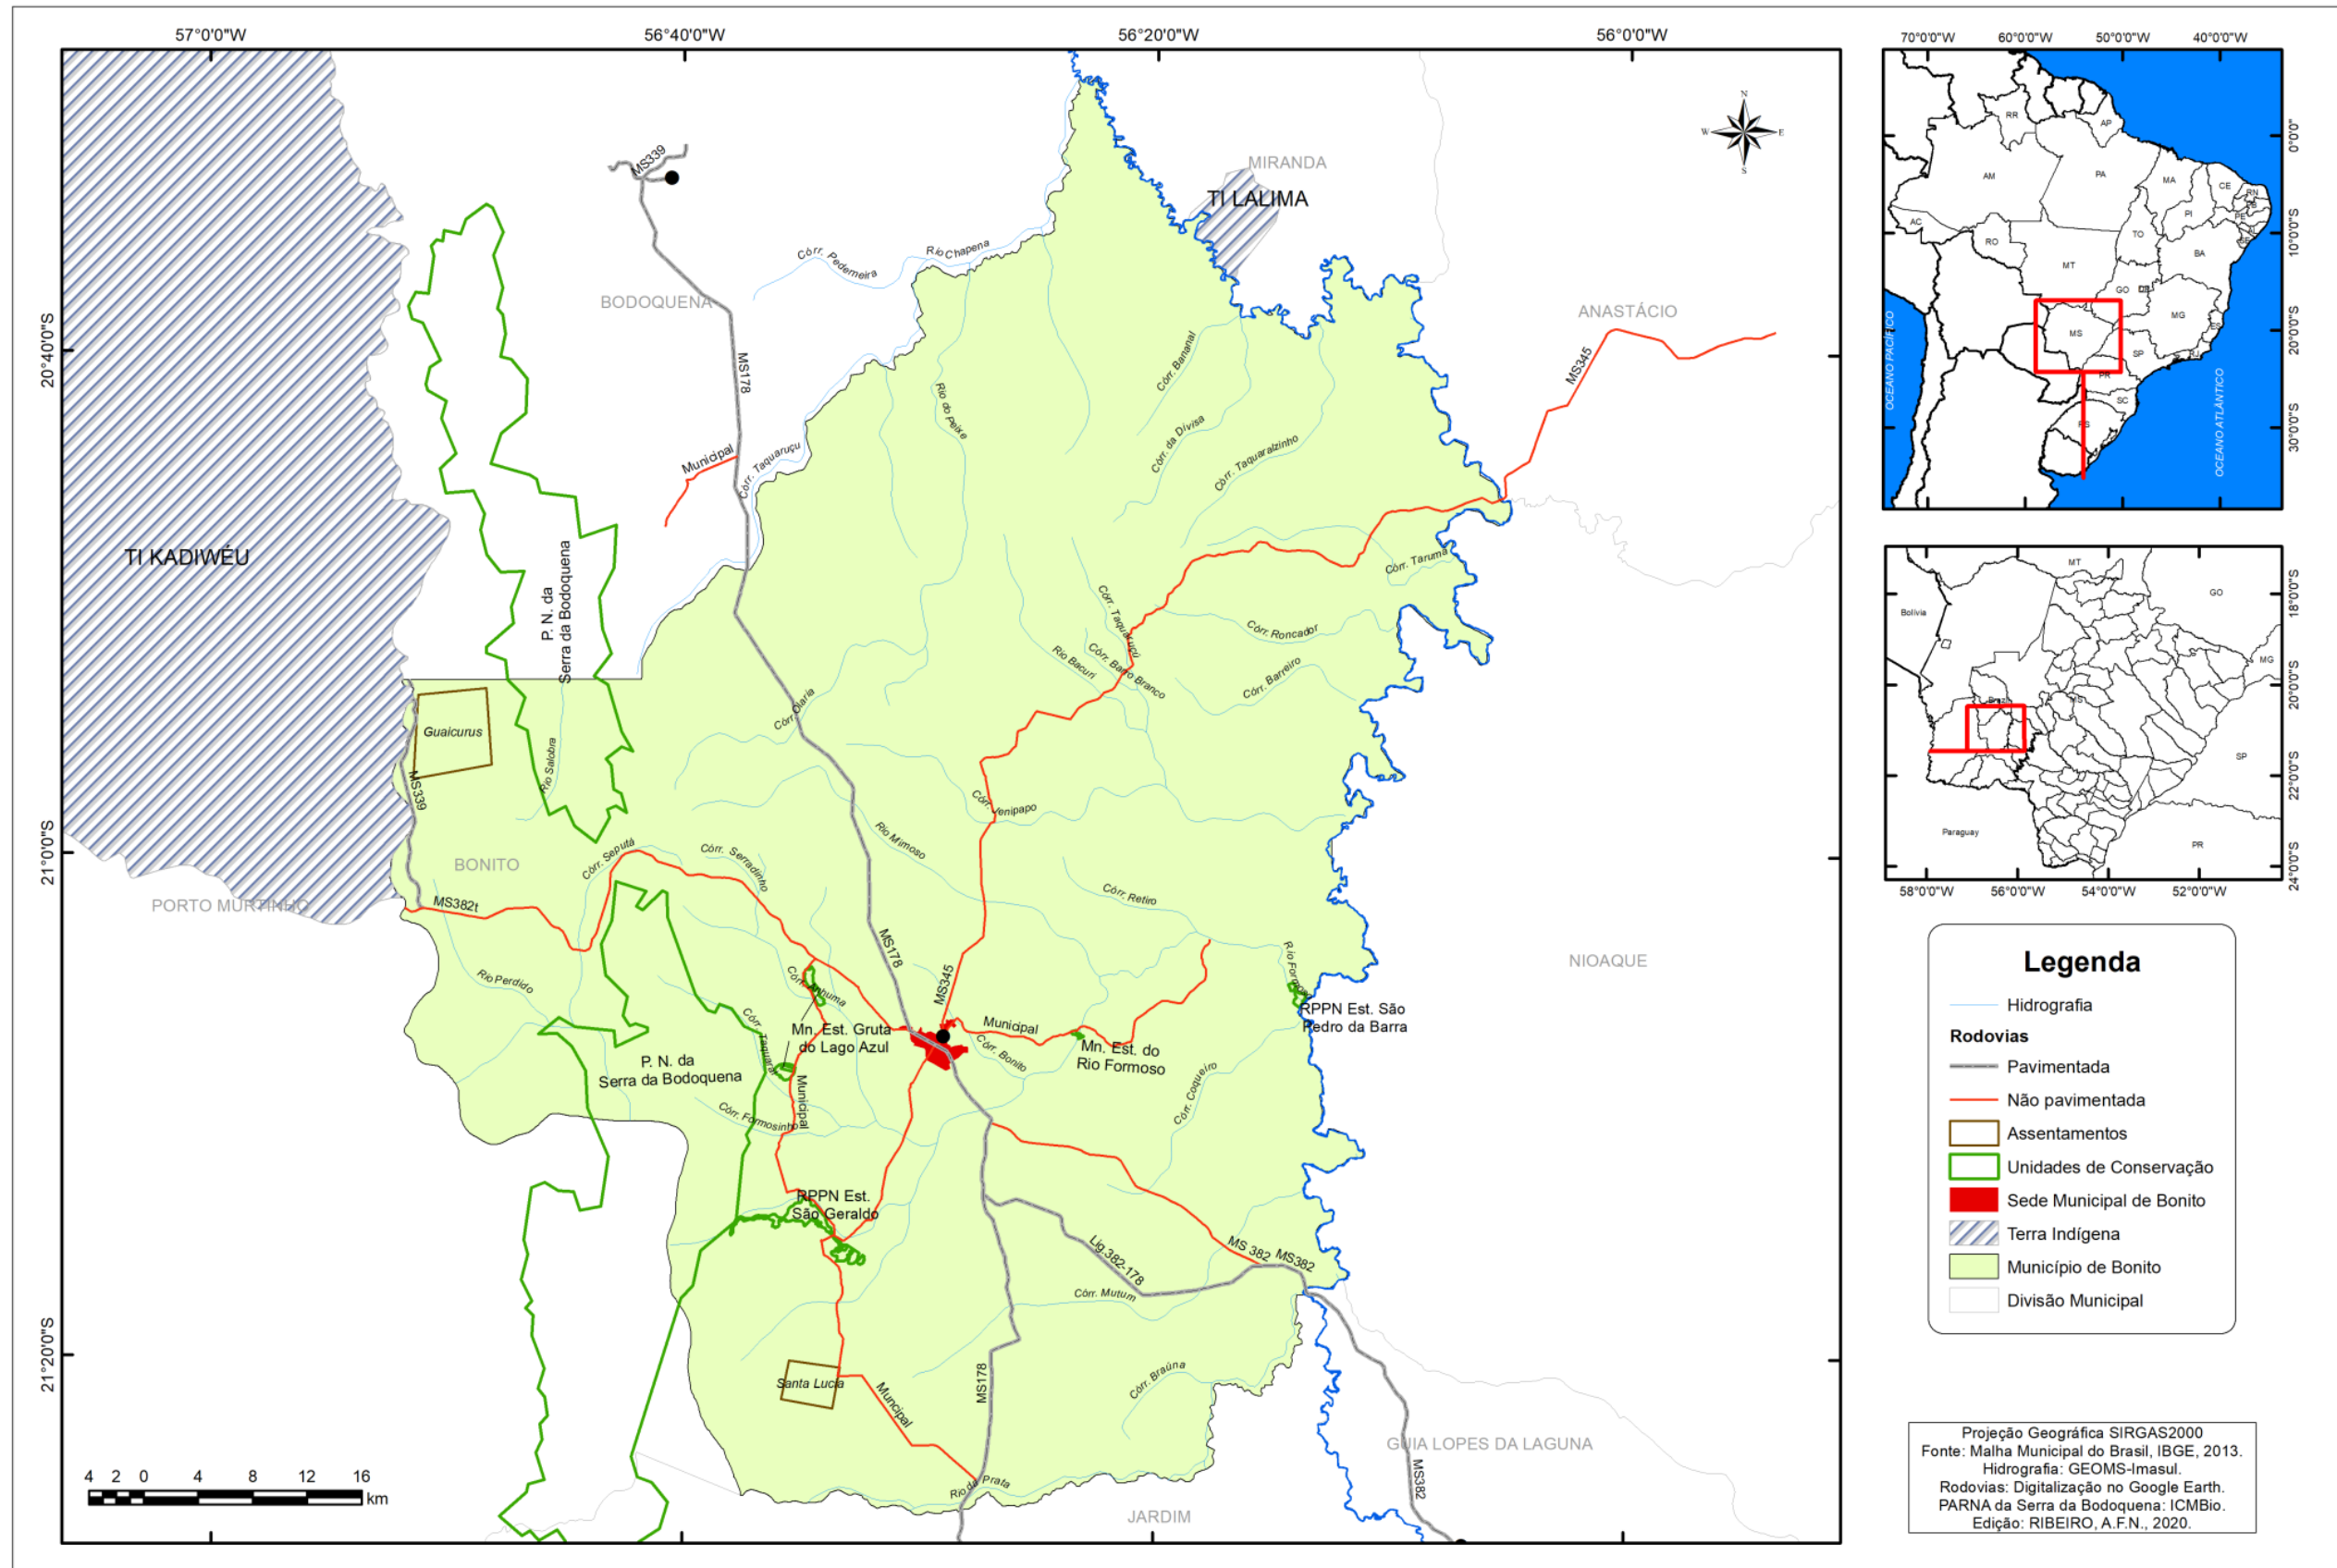 57°0'0"W
56°40'0"W
56°20'0"W
56°0'0"W
20°40'0"S
21°0'0"S
21°20'0"S
N
W
E
S
MS339
MIRANDA
TI LALIMA
Córr. Pederneira
Rio Chapena
BODOQUENA
ANASTÁCIO
MS345
MS178
Córr. Bananal
Rio do Peixe
Córr. da Divisa
Córr. Taquaralzinho
Municipal
Córr. Taquaruçu
TI KADIWÉU
P. N. da
Serra da Bodoquena
Córr. Tarumã
Córr. Taquaruçu
Córr. Roncador
Córr. Barro Branco
Rio Bacuri
Córr. Barreiro
Córr. Olaria
Guaicurus
Rio Salobra
MS339
Córr. Venipapo
Rio Mimoso
Córr. Seputá
Córr. Serradinho
BONITO
Córr. Retiro
PORTO MURTINHO
MS382t
MS178
MS345
Rio Perdido
Córr. Anhuma
Rio Formoso
NIOAQUE
RPPN Est. São
Pedro da Barra
Mn. Est. Gruta
do Lago Azul
Municipal
Córr. Bonito
Mn. Est. do
Rio Formoso
Córr. Taquaral
P. N. da
Serra da Bodoquena
Municipal
Córr. Coqueiro
Córr. Formosinho
RPPN Est.
São Geraldo
Lig.382-178
MS 382
MS382
Córr. Mutum
Santa Lucia
Muncipal
MS178
Córr. Braúna
GUIA LOPES DA LAGUNA
MS382
Rio da Prata
JARDIM
4 2 0 4 8 12 16
km
70°0'0"W
60°0'0"W
50°0'0"W
40°0'0"W
0°0'0"
10°0'0"S
20°0'0"S
30°0'0"S
RR
AP
AM
PA
MA
CE
RN
PI
PE
AC
RO
TO
BA
MT
GO
MG
ES
MS
SP
RJ
PR
SC
RS
OCEANO PACÍFICO
OCEANO ATLÂNTICO
MT
GO
Bolívia
MG
Brazil
MS
SP
Paraguay
PR
18°0'0"S
20°0'0"S
22°0'0"S
24°0'0"S
58°0'0"W
56°0'0"W
54°0'0"W
52°0'0"W
Legenda
Hidrografia
Rodovias
Pavimentada
Não pavimentada
Assentamentos
Unidades de Conservação
Sede Municipal de Bonito
Terra Indígena
Município de Bonito
Divisão Municipal
Projeção Geográfica SIRGAS2000
Fonte: Malha Municipal do Brasil, IBGE, 2013.
Hidrografia: GEOMS-Imasul.
Rodovias: Digitalização no Google Earth.
PARNA da Serra da Bodoquena: ICMBio.
Edição: RIBEIRO, A.F.N., 2020.